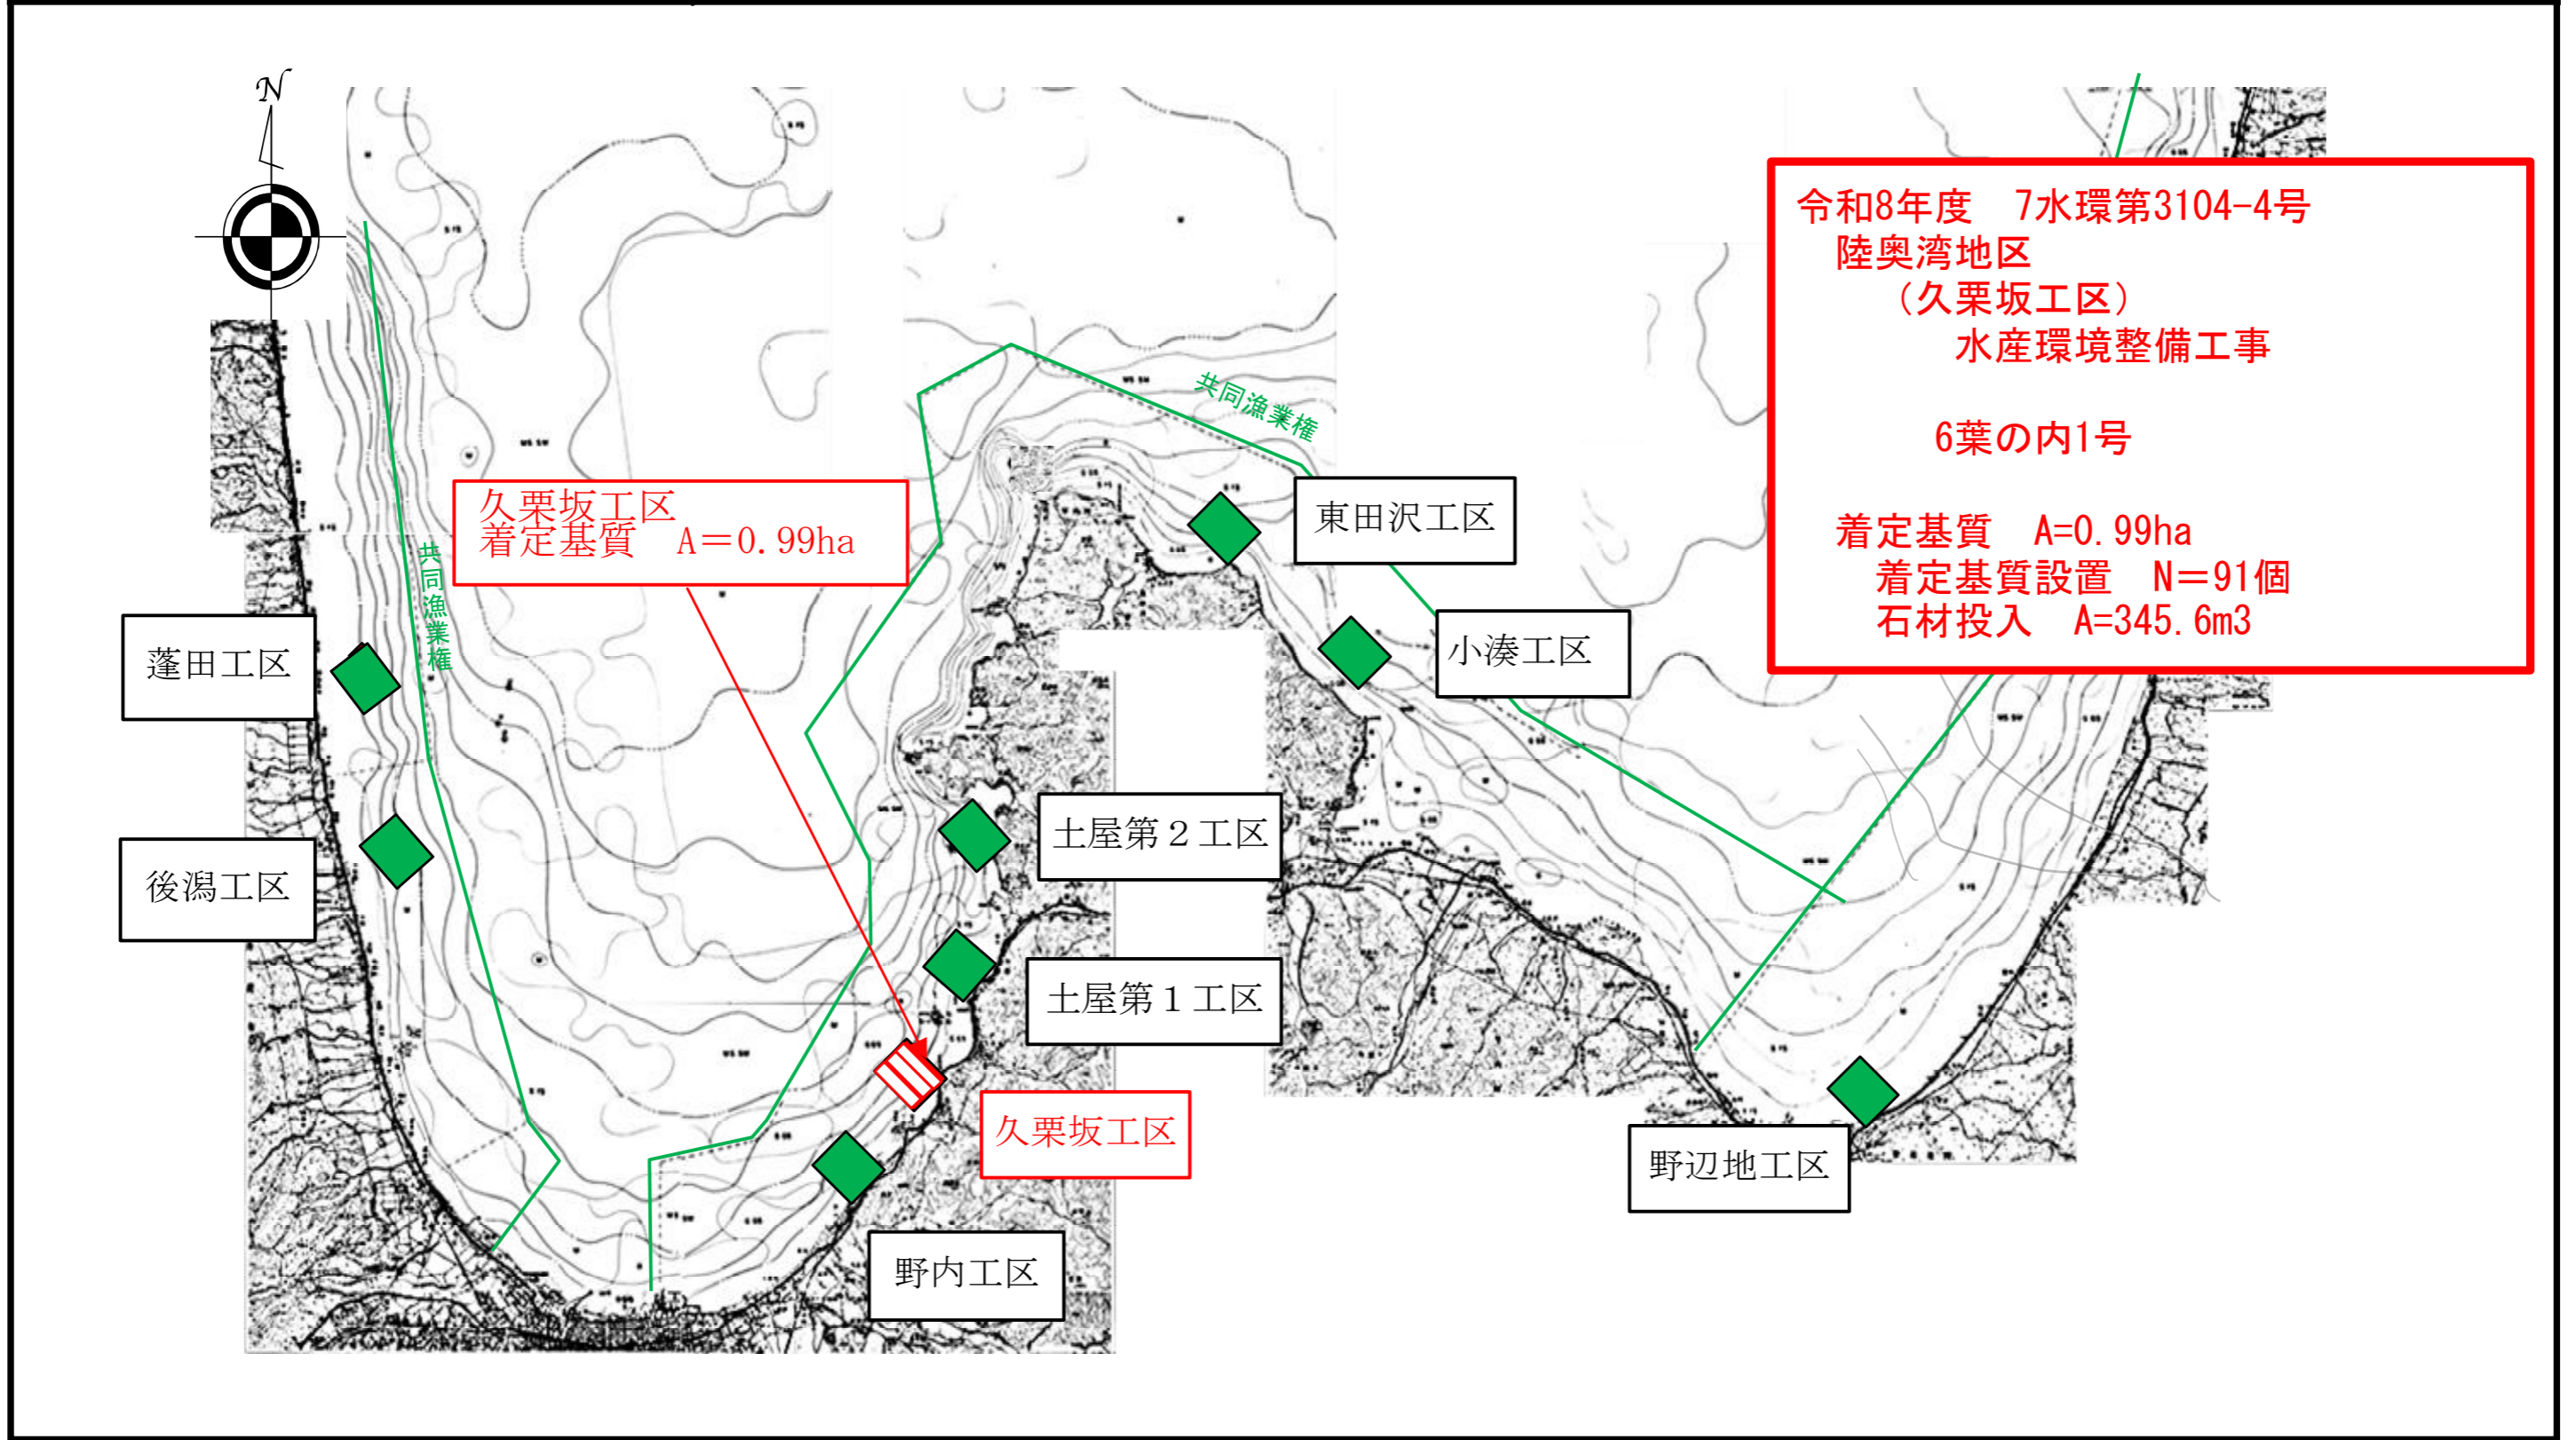 N
令和8年度　7水環第3104-4号
陸奥湾地区
（久栗坂工区）
水産環境整備工事
6葉の内1号
着定基質　A=0.99ha
着定基質設置　N＝91個
石材投入　A=345.6m3
共同漁業権
久栗坂工区
着定基質　A＝0.99ha
東田沢工区
共同漁業権
小湊工区
蓬田工区
土屋第２工区
後潟工区
土屋第１工区
久栗坂工区
野辺地工区
野内工区